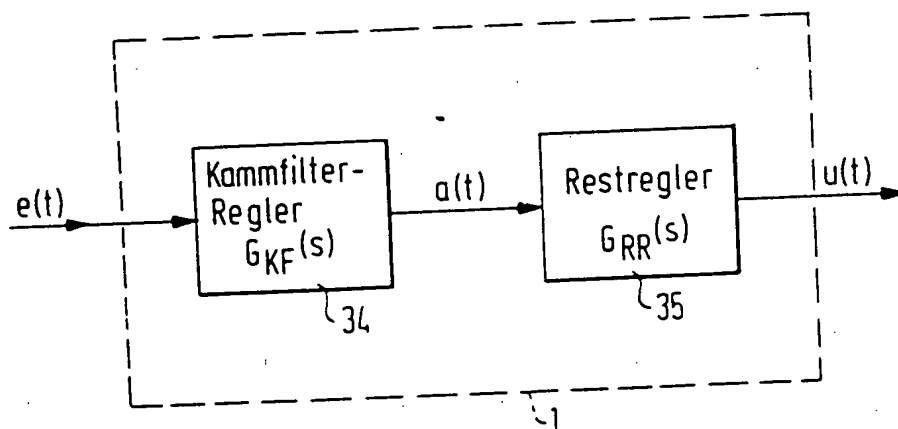 Kammfilter-
Regler
G_KF(s)
Restregler
G_RR(s)
e(t)
a(t)
u(t)
34
35
1